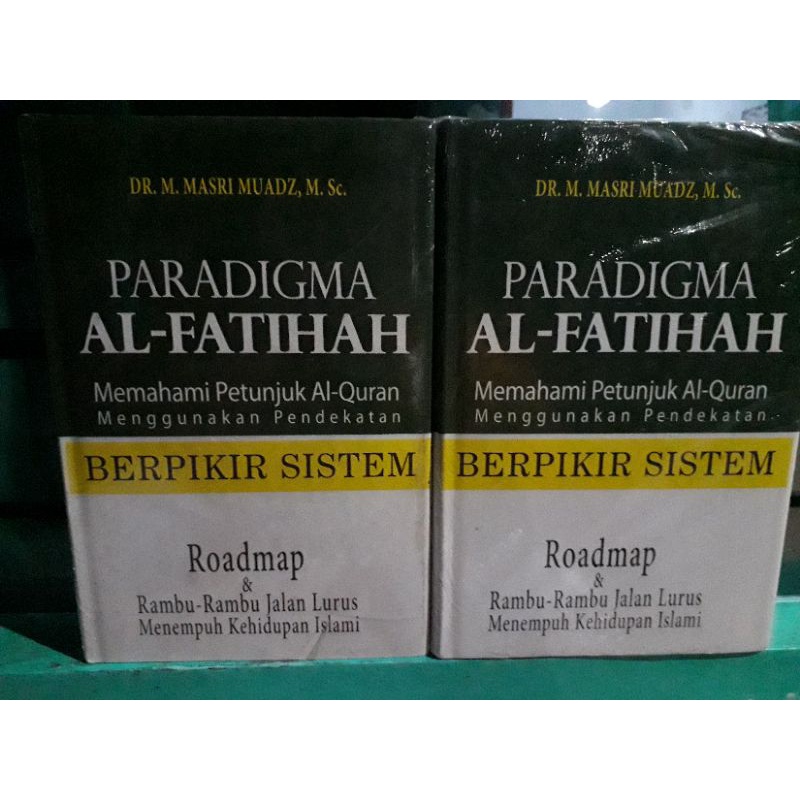 DR. M. MASRI MUADZ, M. Sc.
PARADIGMA
AL-FATIHAH
Memahami Petunjuk Al-Quran
Menggunakan Pendekatan
BERPIKIR SISTEM
Roadmap
&
Rambu-Rambu Jalan Lurus
Menempuh Kehidupan Islami
DR. M. MASRI MUADZ, M. Sc.
PARADIGMA
AL-FATIHAH
Memahami Petunjuk Al-Quran
Menggunakan Pendekatan
BERPIKIR SISTEM
Roadmap
&
Rambu-Rambu Jalan Lurus
Menempuh Kehidupan Islami